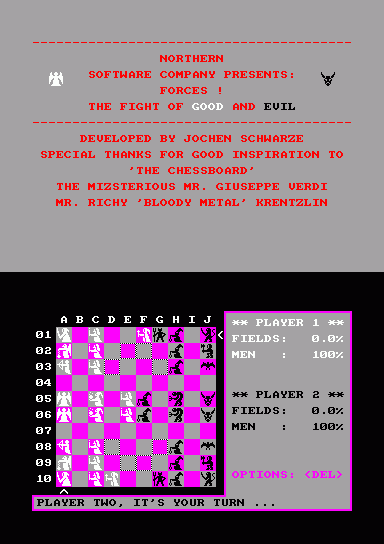 NORTHERN
SOFTWARE COMPANY PRESENTS:
FORCES !
THE FIGHT OF GOOD AND EVIL
DEVELOPED BY JOCHEN SCHWARZE
SPECIAL THANKS FOR GOOD INSPIRATION TO
'THE CHESSBOARD'
THE MIZSTERIOUS MR. GIUSEPPE VERDI
MR. RICHY 'BLOODY METAL' KRENTZLIN
A B C D E F G H I J
01
02
03
04
05
06
07
08
09
10
** PLAYER 1 **
FIELDS: 0.0%
MEN : 100%
** PLAYER 2 **
FIELDS: 0.0%
MEN : 100%
OPTIONS: <DEL>
PLAYER TWO, IT'S YOUR TURN ...